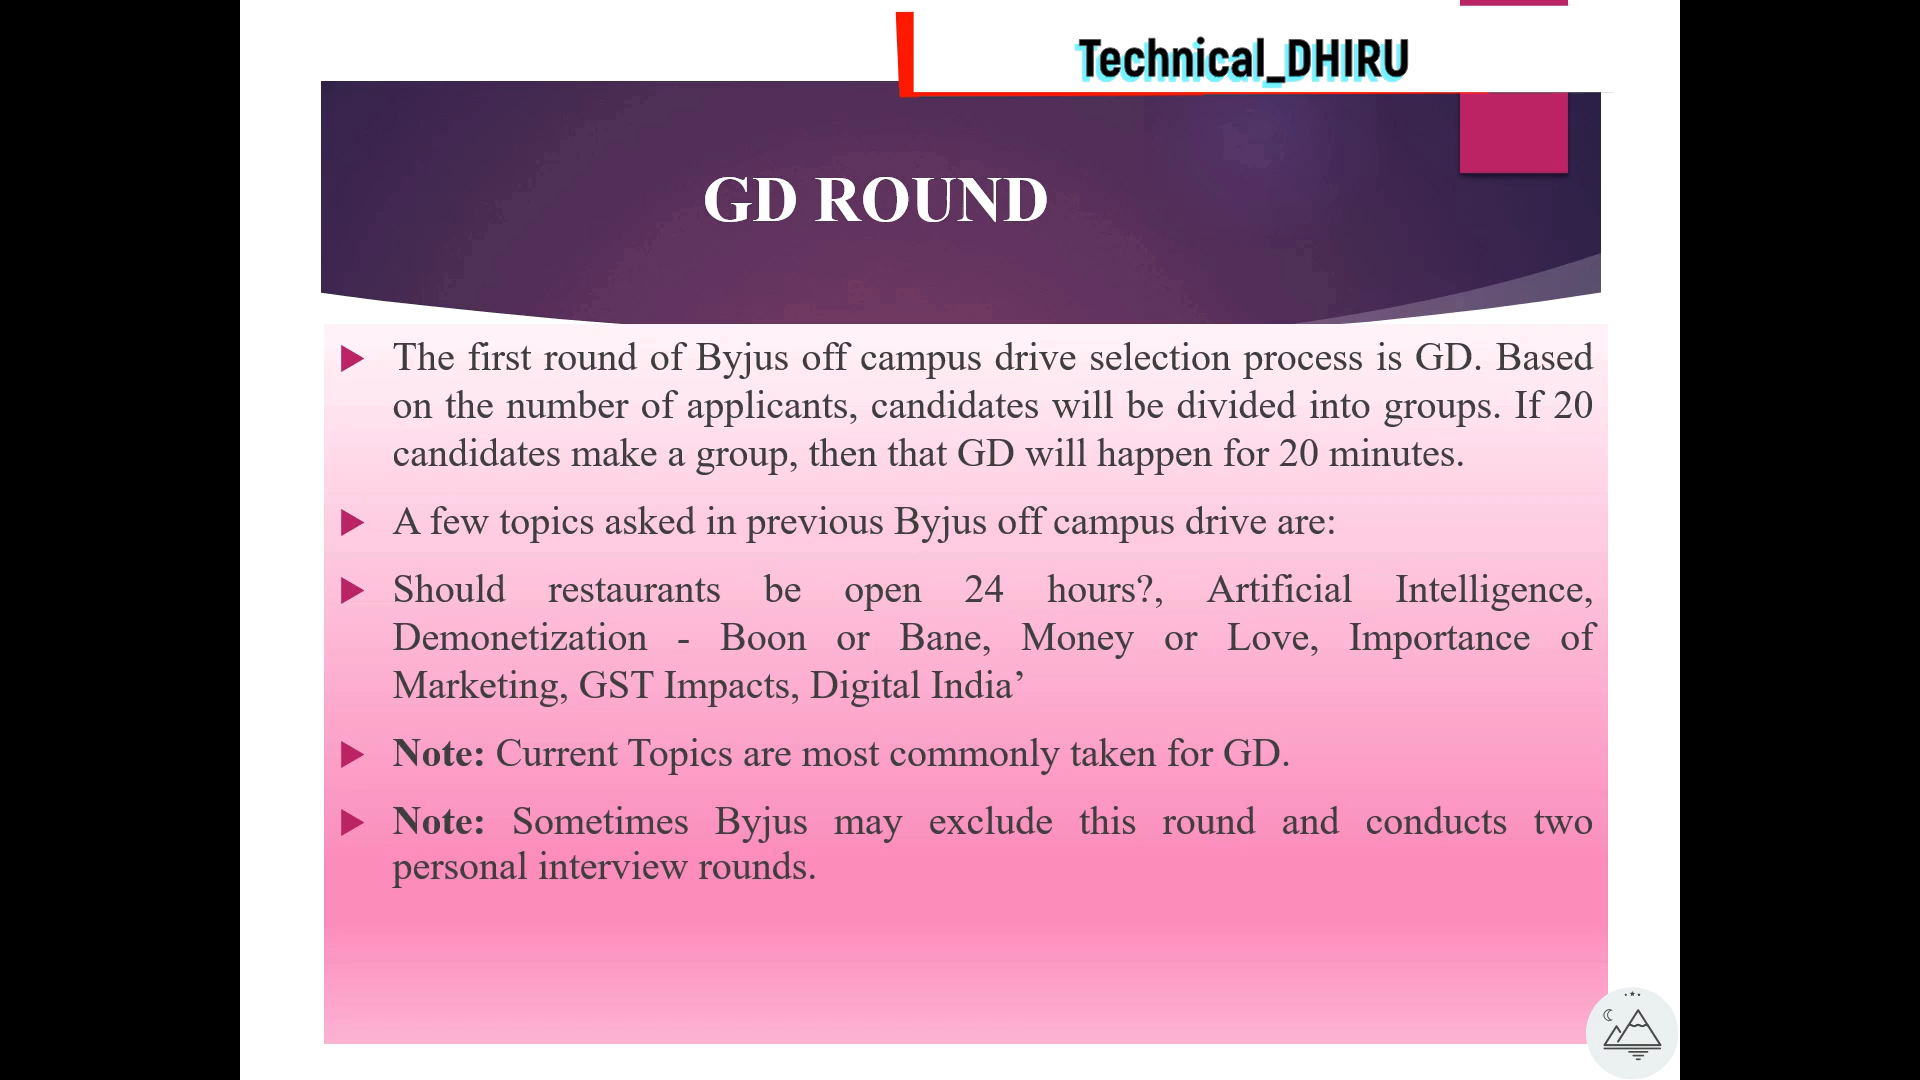 Technical_DHIRU
GD ROUND
The first round of Byjus off campus drive selection process is GD. Based
on the number of applicants, candidates will be divided into groups. If 20
candidates make a group, then that GD will happen for 20 minutes.
A few topics asked in previous Byjus off campus drive are:
Should restaurants be open 24 hours?, Artificial Intelligence,
Demonetization - Boon or Bane, Money or Love, Importance of
Marketing, GST Impacts, Digital India’
Note: Current Topics are most commonly taken for GD.
Note: Sometimes Byjus may exclude this round and conducts two
personal interview rounds.